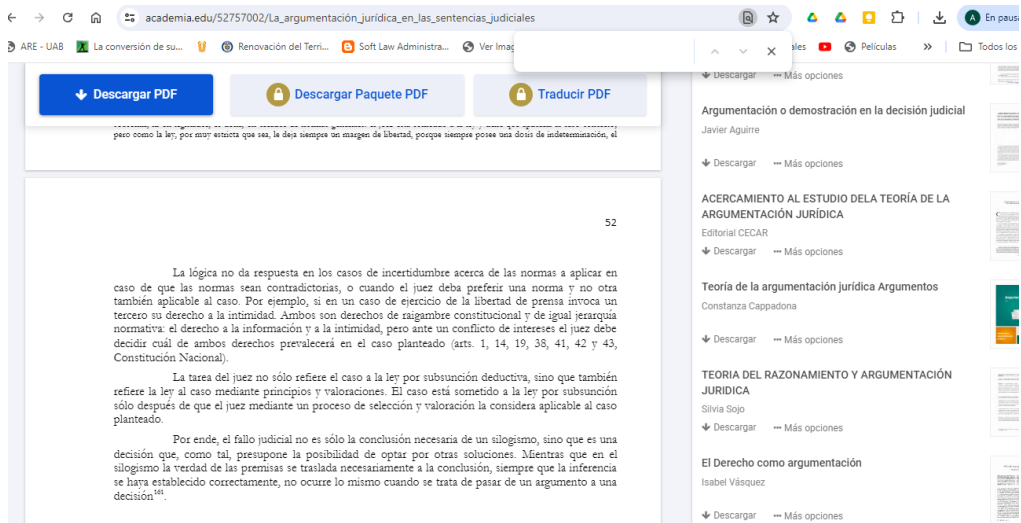 academia.edu/52757002/La_argumentación_jurídica_en_las_sentencias_judiciales
A
En pausa
ARE - UAB
La conversión de su...
Renovación del Terri...
Soft Law Administra...
Ver Imag
ales
Películas
»
Todos los
Descargar PDF
Descargar Paquete PDF
Traducir PDF
pero como la ley, por muy estricta que sea, le deja siempre un margen de libertad, porque siempre posee una dosis de indeterminación, el
52
La lógica no da respuesta en los casos de incertidumbre acerca de las normas a aplicar en
caso de que las normas sean contradictorias, o cuando el juez deba preferir una norma y no otra
también aplicable al caso. Por ejemplo, si en un caso de ejercicio de la libertad de prensa invoca un
tercero su derecho a la intimidad. Ambos son derechos de raigambre constitucional y de igual jerarquía
normativa: el derecho a la información y a la intimidad, pero ante un conflicto de intereses el juez debe
decidir cuál de ambos derechos prevalecerá en el caso planteado (arts. 1, 14, 19, 38, 41, 42 y 43,
Constitución Nacional).
La tarea del juez no sólo refiere el caso a la ley por subsunción deductiva, sino que también
refiere la ley al caso mediante principios y valoraciones. El caso está sometido a la ley por subsunción
sólo después de que el juez mediante un proceso de selección y valoración la considera aplicable al caso
planteado.
Por ende, el fallo judicial no es sólo la conclusión necesaria de un silogismo, sino que es una
decisión que, como tal, presupone la posibilidad de optar por otras soluciones. Mientras que en el
silogismo la verdad de las premisas se traslada necesariamente a la conclusión, siempre que la inferencia
se haya establecido correctamente, no ocurre lo mismo cuando se trata de pasar de un argumento a una
decisión161.
Descargar ••• Más opciones
Argumentación o demostración en la decisión judicial
Javier Aguirre
Descargar ••• Más opciones
ACERCAMIENTO AL ESTUDIO DELA TEORÍA DE LA
ARGUMENTACIÓN JURÍDICA
Editorial CECAR
Descargar ••• Más opciones
Teoría de la argumentación jurídica Argumentos
Constanza Cappadona
Descargar ••• Más opciones
TEORIA DEL RAZONAMIENTO Y ARGUMENTACIÓN
JURIDICA
Silvia Sojo
Descargar ••• Más opciones
El Derecho como argumentación
Isabel Vásquez
Descargar ••• Más opciones